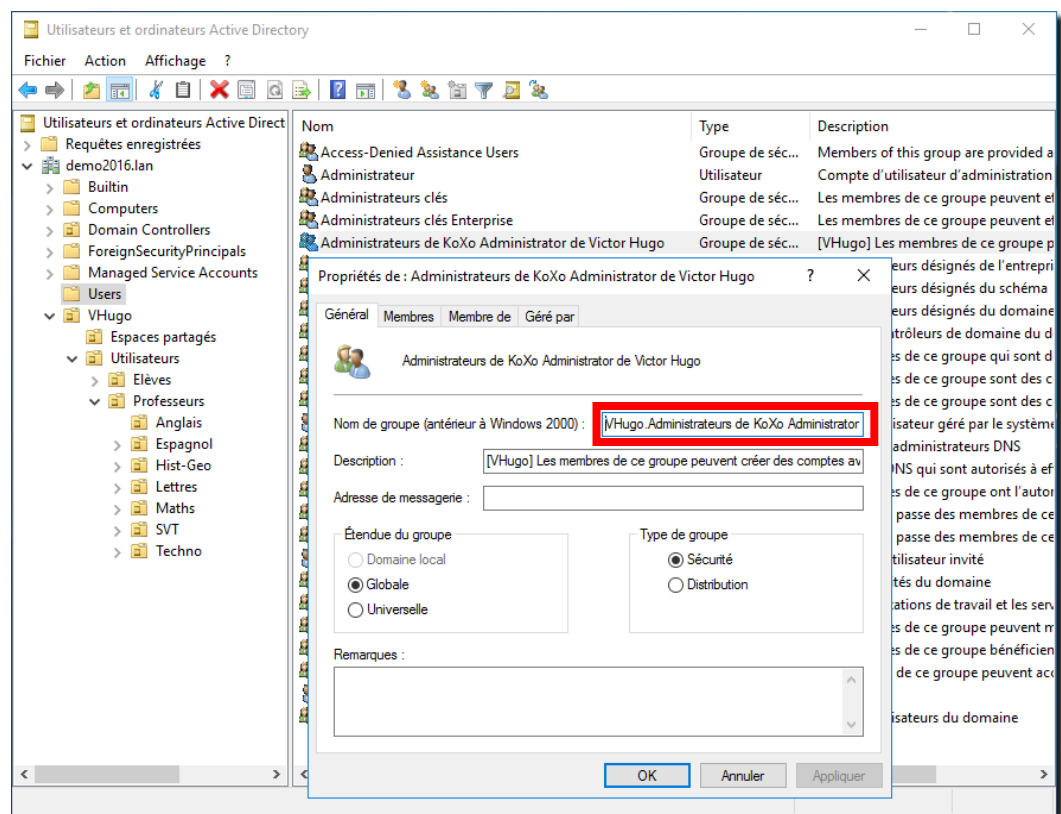 Utilisateurs et ordinateurs Active Directory
Fichier Action Affichage ?
Utilisateurs et ordinateurs Active Direct
Requêtes enregistrées
demo2016.lan
Builtin
Computers
Domain Controllers
ForeignSecurityPrincipals
Managed Service Accounts
Users
VHugo
Espaces partagés
Utilisateurs
Elèves
Professeurs
Anglais
Espagnol
Hist-Geo
Lettres
Maths
SVT
Techno
Nom Type Description
Access-Denied Assistance Users Groupe de séc... Members of this group are provided a
Administrateur Utilisateur Compte d'utilisateur d'administration
Administrateurs clés Groupe de séc... Les membres de ce groupe peuvent ef
Administrateurs clés Enterprise Groupe de séc... Les membres de ce groupe peuvent ef
Administrateurs de KoXo Administrator de Victor Hugo Groupe de séc... [VHugo] Les membres de ce groupe p
eurs désignés de l'entrepri
eurs désignés du schéma
eurs désignés du domaine
ntrôleurs de domaine du d
es de ce groupe qui sont d
es de ce groupe sont des c
es de ce groupe sont des c
isateur géré par le système
administrateurs DNS
NS qui sont autorisés à ef
es de ce groupe ont l'autor
passe des membres de ce
passe des membres de ce
tilisateur invité
tés du domaine
tations de travail et les serv
es de ce groupe peuvent m
es de ce groupe bénéficien
de ce groupe peuvent acc
isateurs du domaine
Propriétés de : Administrateurs de KoXo Administrator de Victor Hugo ?
Général Membres Membre de Géré par
Administrateurs de KoXo Administrator de Victor Hugo
Nom de groupe (antérieur à Windows 2000) : VHugo.Administrateurs de KoXo Administrator
Description : [VHugo] Les membres de ce groupe peuvent créer des comptes av
Adresse de messagerie :
Étendue du groupe Type de groupe
Domaine local Sécurité
Globale Distribution
Universelle
Remarques :
OK Annuler Appliquer